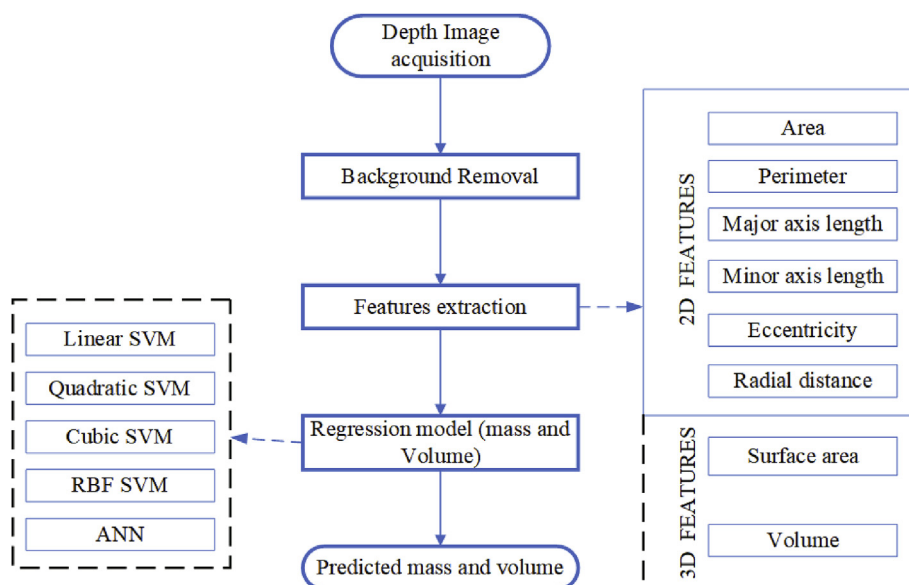 Depth Image
acquisition
Background Removal
Features extraction
Regression model (mass and
Volume)
Predicted mass and volume
2D FEATURES
Area
Perimeter
Major axis length
Minor axis length
Eccentricity
Radial distance
3D FEATURES
Surface area
Volume
Linear SVM
Quadratic SVM
Cubic SVM
RBF SVM
ANN